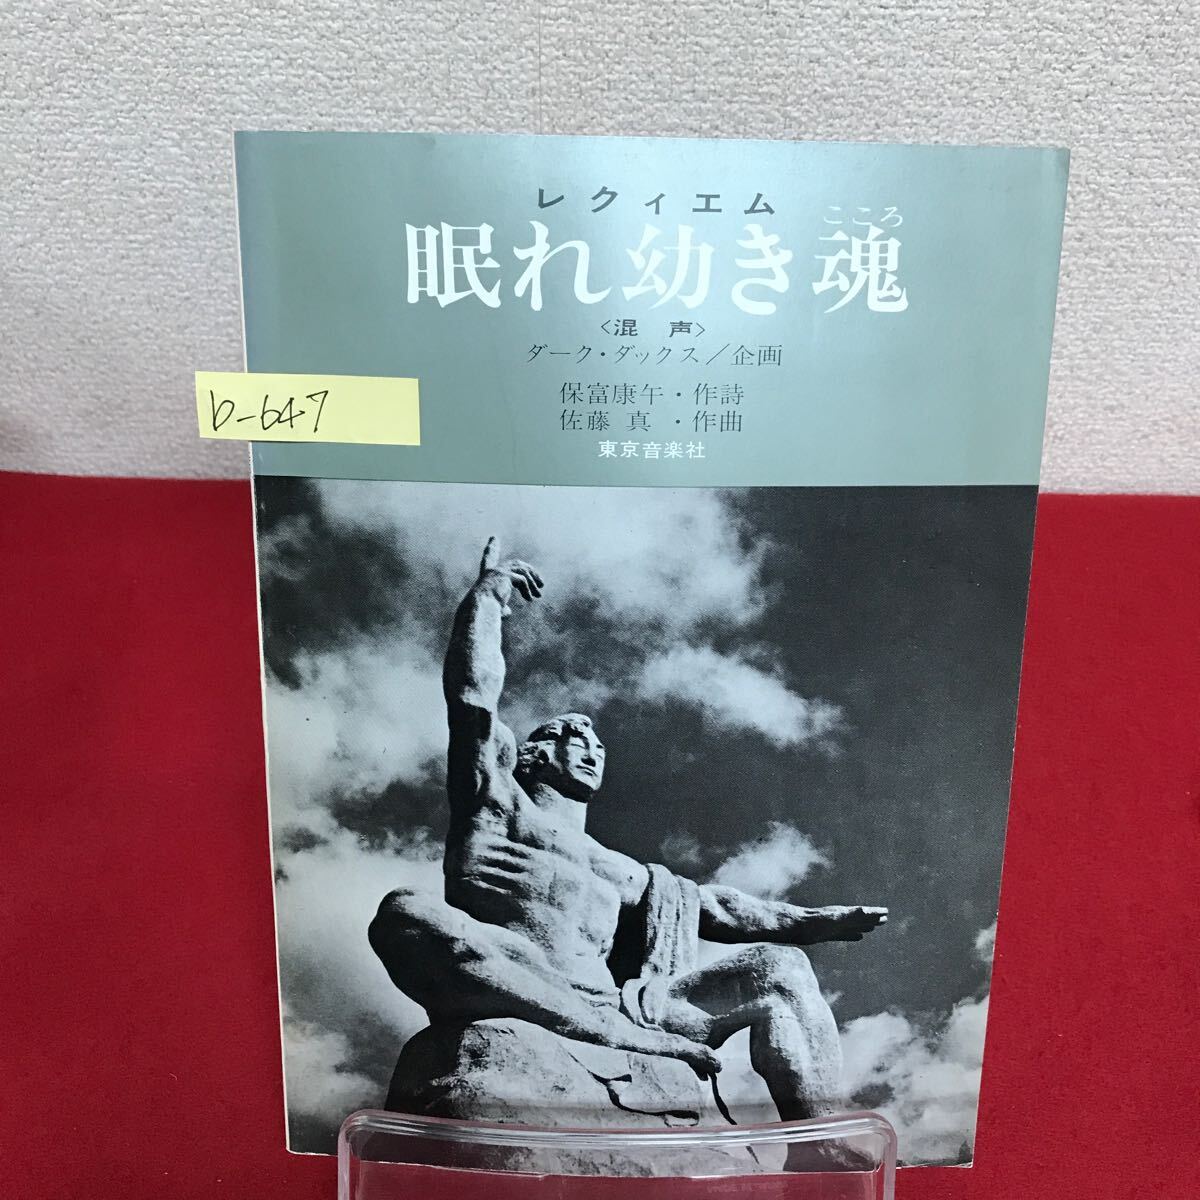 レクィエム
こころ
眠れ幼き魂
〈混声〉
ダーク・ダックス/企画
保富康午・作詩
佐藤 真・作曲
東京音楽社
b-647